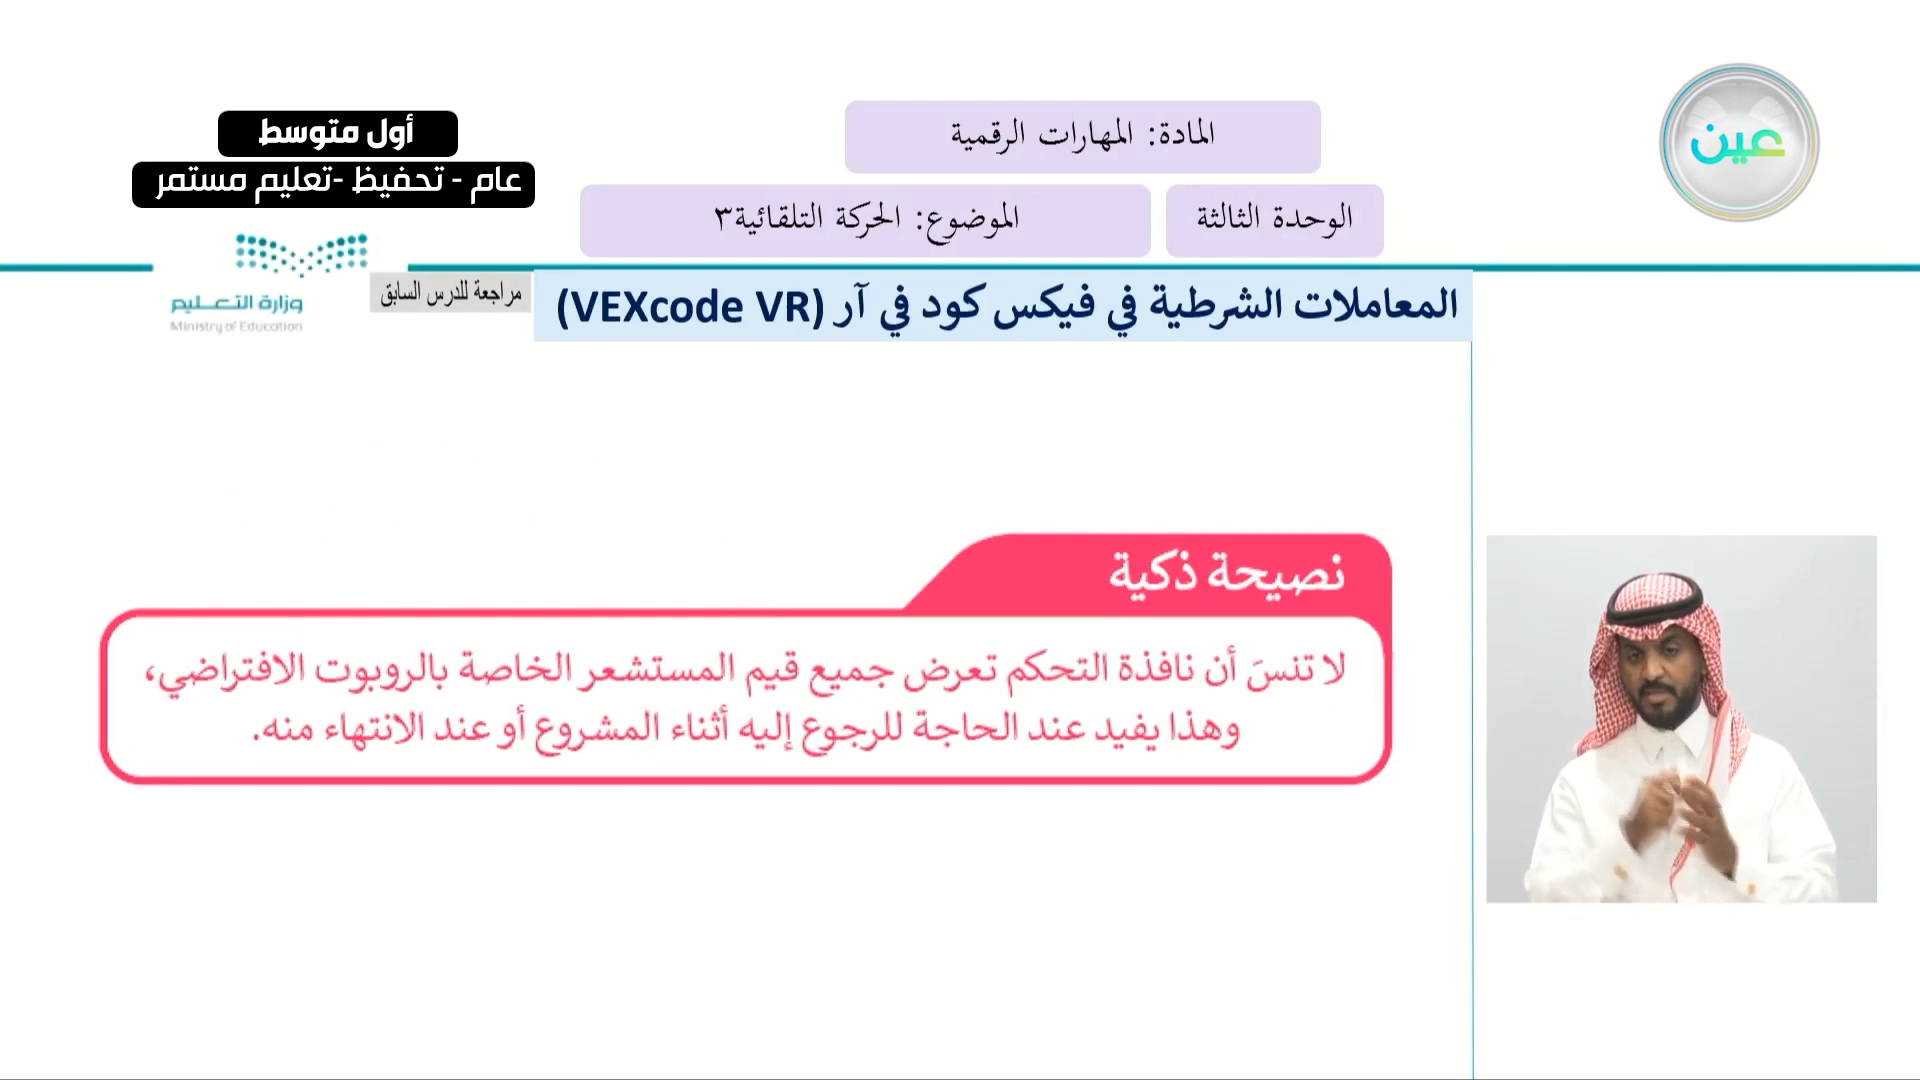 عين
المادة: المهارات الرقمية
أول متوسط
عام - تحفيظ -تعليم مستمر
الوحدة الثالثة
الموضوع: الحركة التلقائية٣
وزارة التعليم
Ministry of Education
مراجعة للدرس السابق
المعاملات الشرطية في فيكس كود في آر (VEXcode VR)
نصيحة ذكية
لا تنسَ أن نافذة التحكم تعرض جميع قيم المستشعر الخاصة بالروبوت الافتراضي،
وهذا يفيد عند الحاجة للرجوع إليه أثناء المشروع أو عند الانتهاء منه.